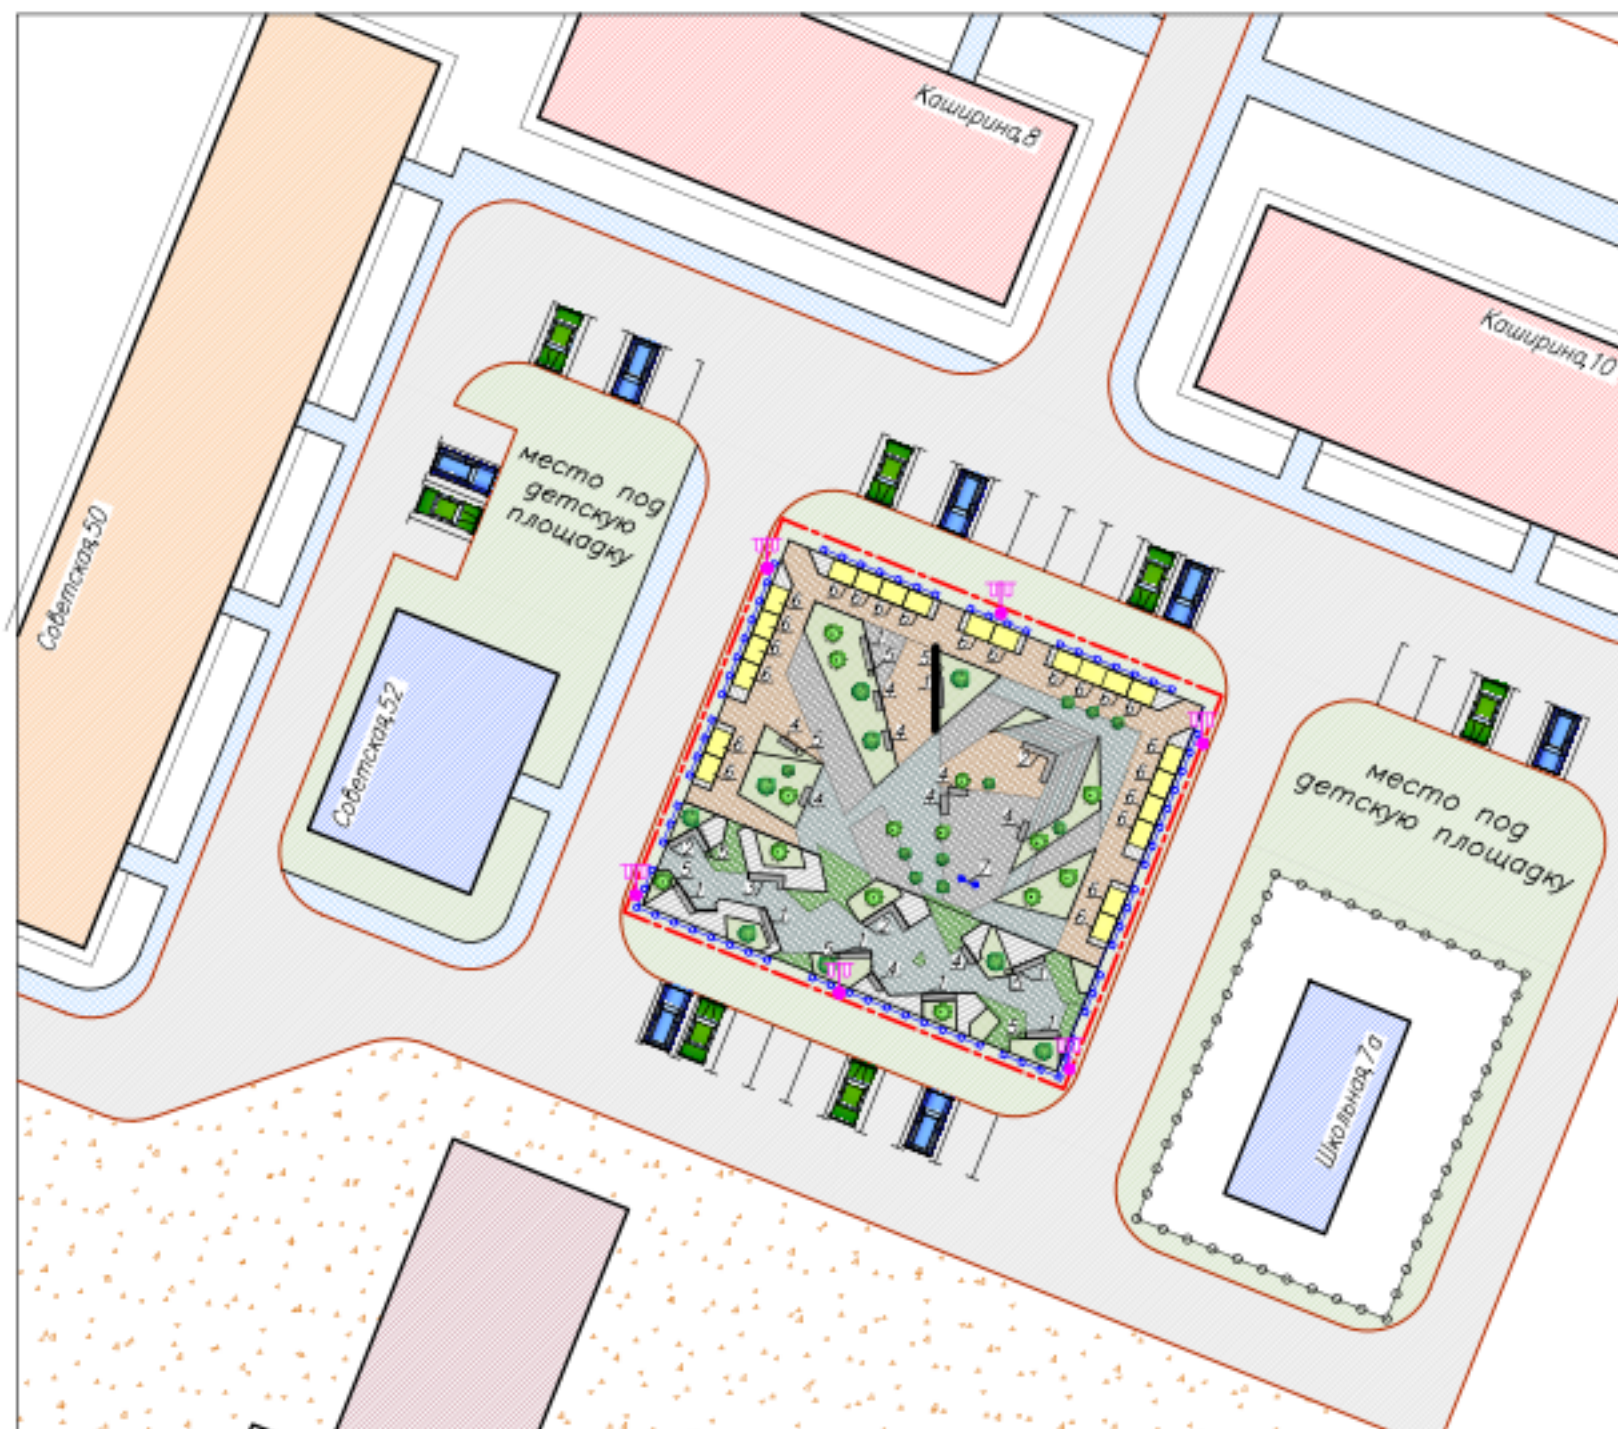 Каширина,8
Каширина,10
Советская,50
место под
детскую
площадку
Советская,52
место под
детскую площадку
Школьная,7а